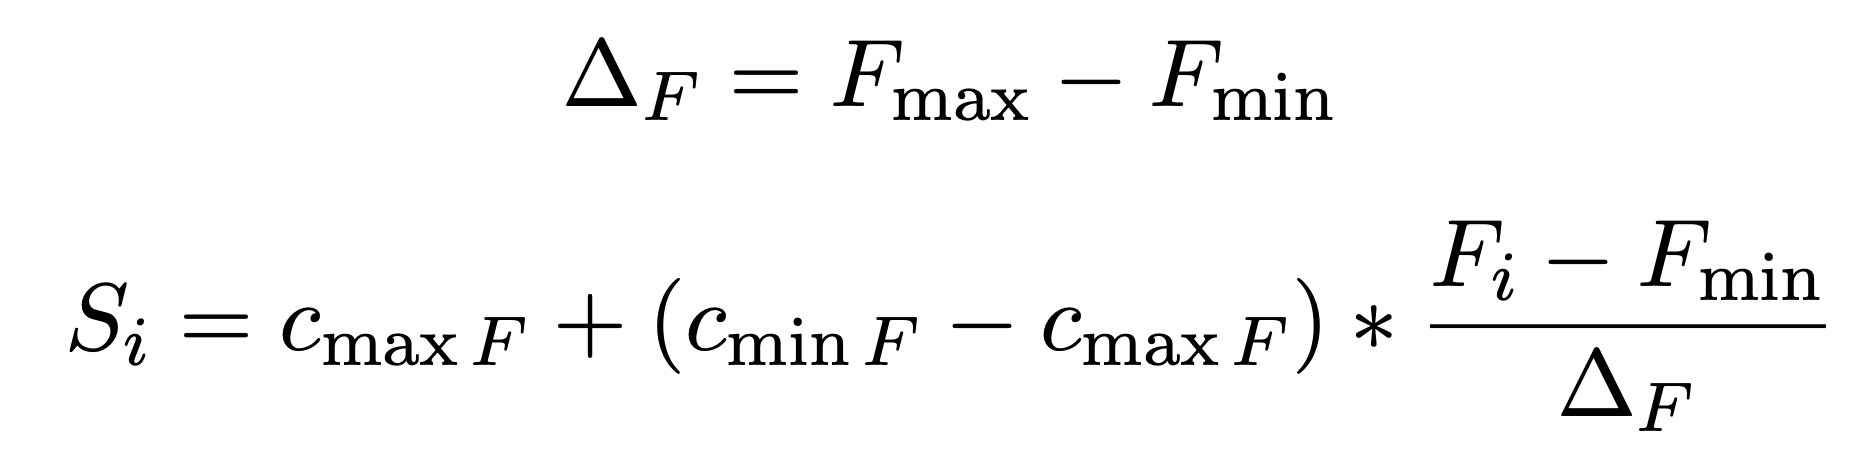 Δ_F = F_max − F_min
S_i = c_max F + (c_min F − c_max F) * (F_i − F_min) / Δ_F